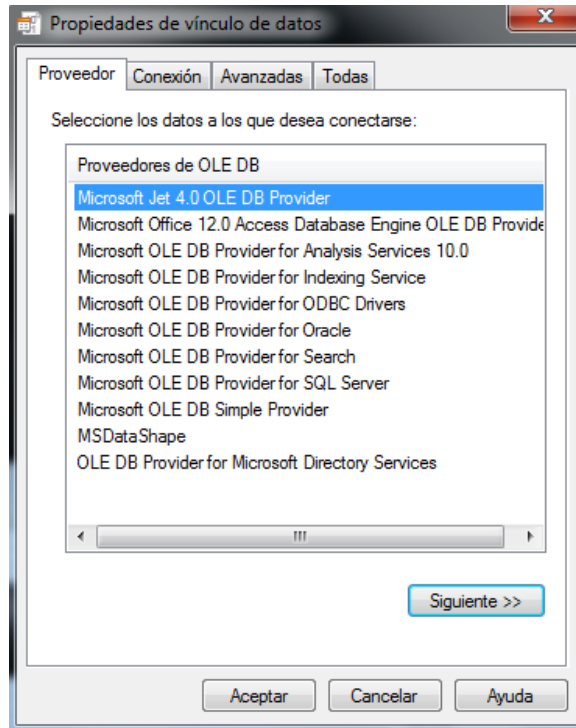 Propiedades de vínculo de datos
Proveedor Conexión Avanzadas Todas
Seleccione los datos a los que desea conectarse:
Proveedores de OLE DB
Microsoft Jet 4.0 OLE DB Provider
Microsoft Office 12.0 Access Database Engine OLE DB Provide
Microsoft OLE DB Provider for Analysis Services 10.0
Microsoft OLE DB Provider for Indexing Service
Microsoft OLE DB Provider for ODBC Drivers
Microsoft OLE DB Provider for Oracle
Microsoft OLE DB Provider for Search
Microsoft OLE DB Provider for SQL Server
Microsoft OLE DB Simple Provider
MSDataShape
OLE DB Provider for Microsoft Directory Services
Siguiente >>
Aceptar Cancelar Ayuda